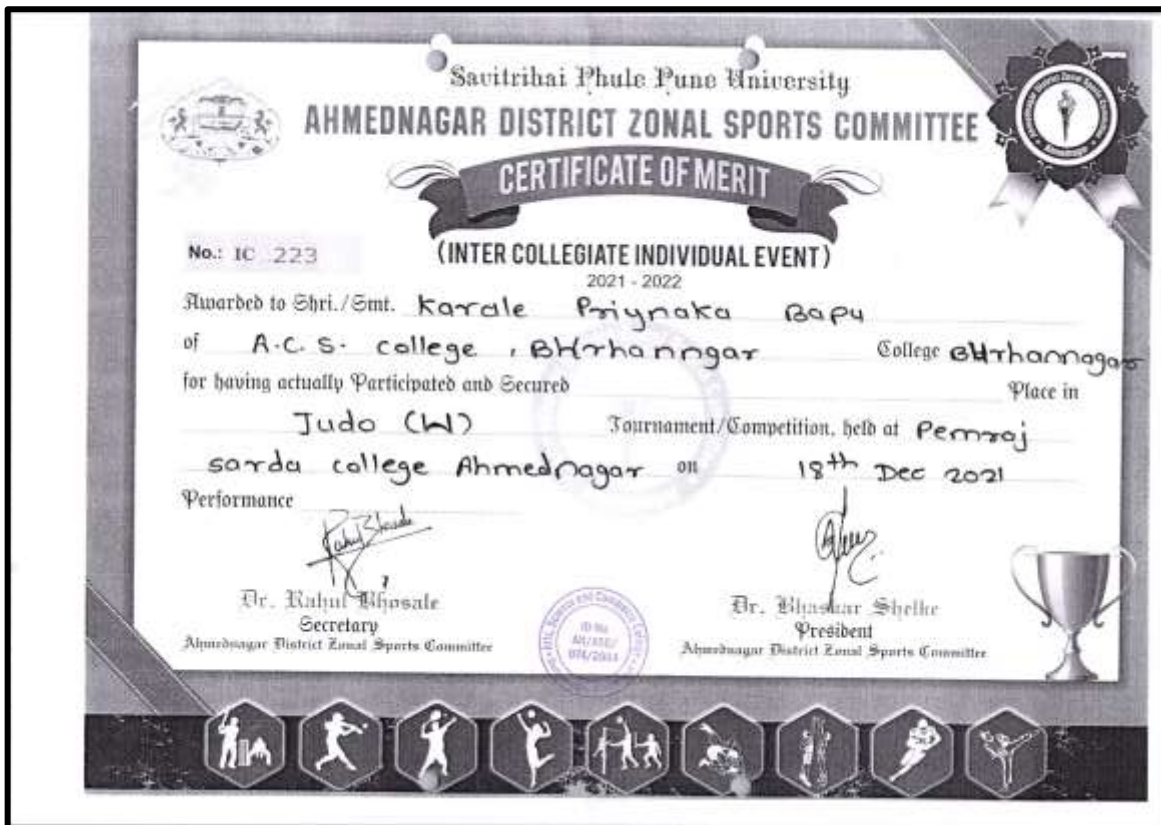 Savitribai Phule Pune University
AHMEDNAGAR DISTRICT ZONAL SPORTS COMMITTEE
CERTIFICATE OF MERIT
No.: IC 223
(INTER COLLEGIATE INDIVIDUAL EVENT)
2021 - 2022
Awarded to Shri./Smt. Karale Priynaka Bapu
of A.C.S. college, BHrhanngar College BHrhannagar
for having actually Participated and Secured Place in
Judo (W) Tournament/Competition, held at Pemraj
sarda college Ahmednagar on 18th Dec 2021
Performance
Dr. Rahul Bhosale
Secretary
Ahmednagar District Zonal Sports Committee
Dr. Bhaskar Shelke
President
Ahmednagar District Zonal Sports Committee